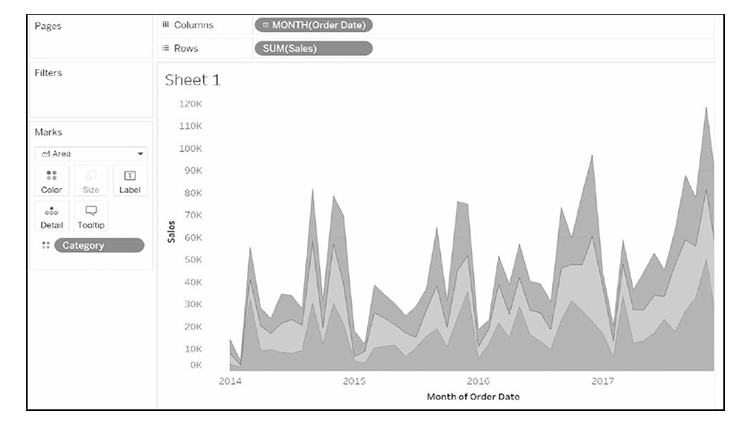 Pages
Columns
MONTH(Order Date)
Rows
SUM(Sales)
Filters
Sheet 1
Marks
Area
Color
Size
Label
Detail
Tooltip
Category
120K
110K
100K
90K
80K
70K
60K
50K
40K
30K
20K
10K
0K
Sales
2014
2015
2016
2017
Month of Order Date